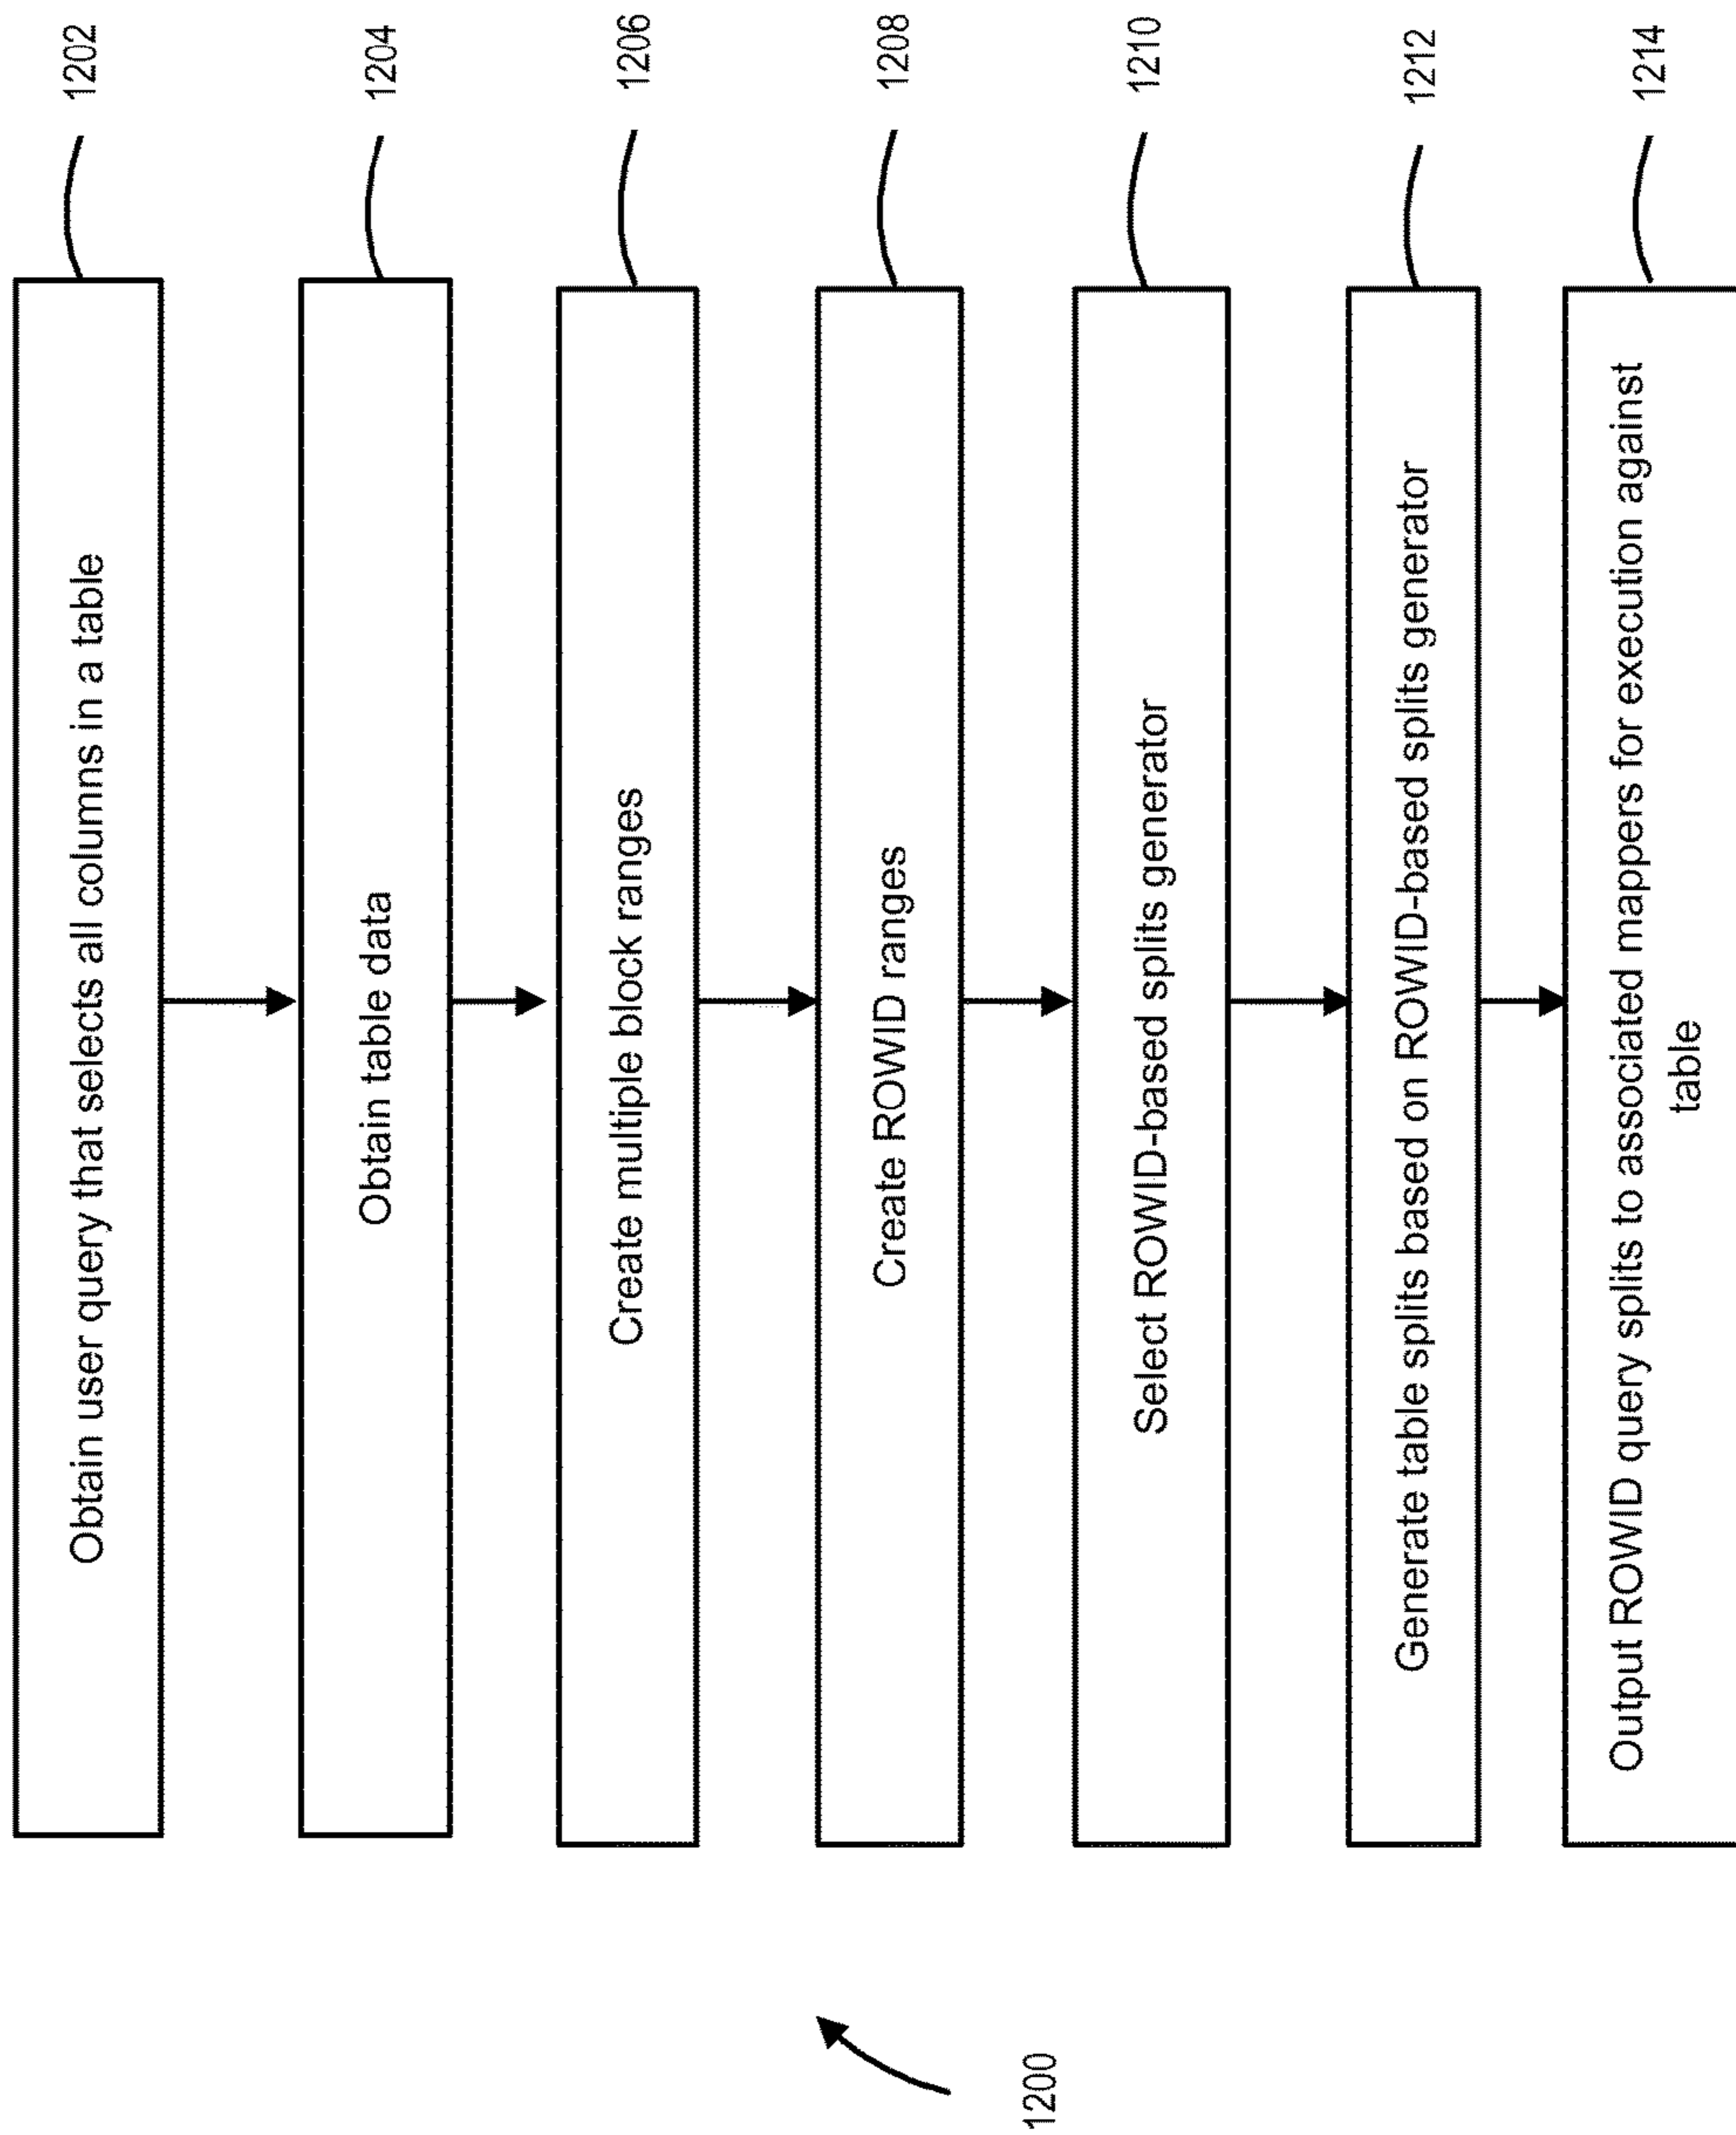 Obtain user query that selects all columns in a table
1202
Obtain table data
1204
Create multiple block ranges
1206
Create ROWID ranges
1208
Select ROWID-based splits generator
1210
Generate table splits based on ROWID-based splits generator
1212
Output ROWID query splits to associated mappers for execution against
table
1214
1200